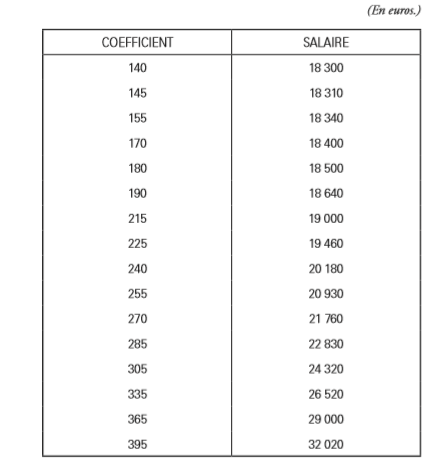 (En euros.)
COEFFICIENT SALAIRE
140 18 300
145 18 310
155 18 340
170 18 400
180 18 500
190 18 640
215 19 000
225 19 460
240 20 180
255 20 930
270 21 760
285 22 830
305 24 320
335 26 520
365 29 000
395 32 020